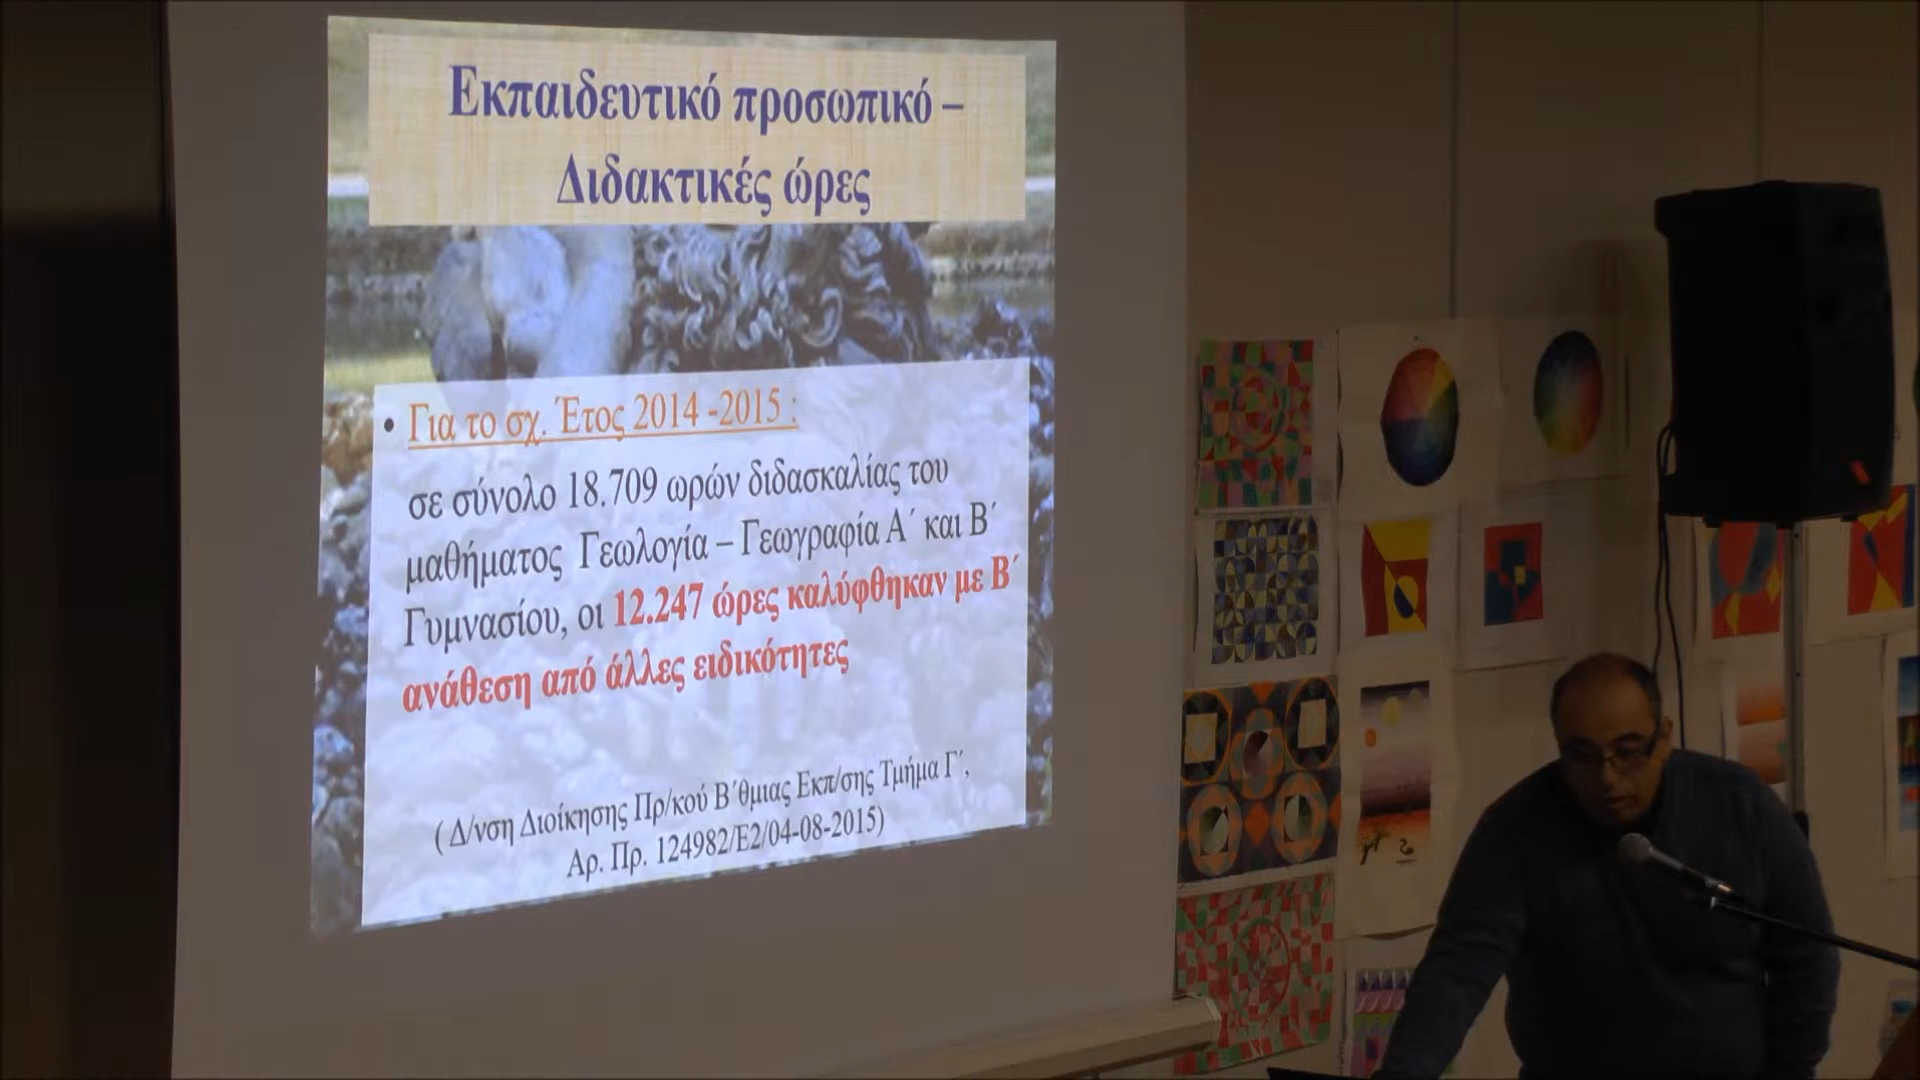 Εκπαιδευτικό προσωπικό –
Διδακτικές ώρες
• Για το σχ. Έτος 2014 -2015 :
σε σύνολο 18.709 ωρών διδασκαλίας του
μαθήματος Γεωλογία – Γεωγραφία Α΄ και Β΄
Γυμνασίου, οι 12.247 ώρες καλύφθηκαν με Β΄
ανάθεση από άλλες ειδικότητες
( Δ/νση Διοίκησης Πρ/κού Β΄θμιας Εκπ/σης Τμήμα Γ΄,
Αρ. Πρ. 124982/Ε2/04-08-2015)